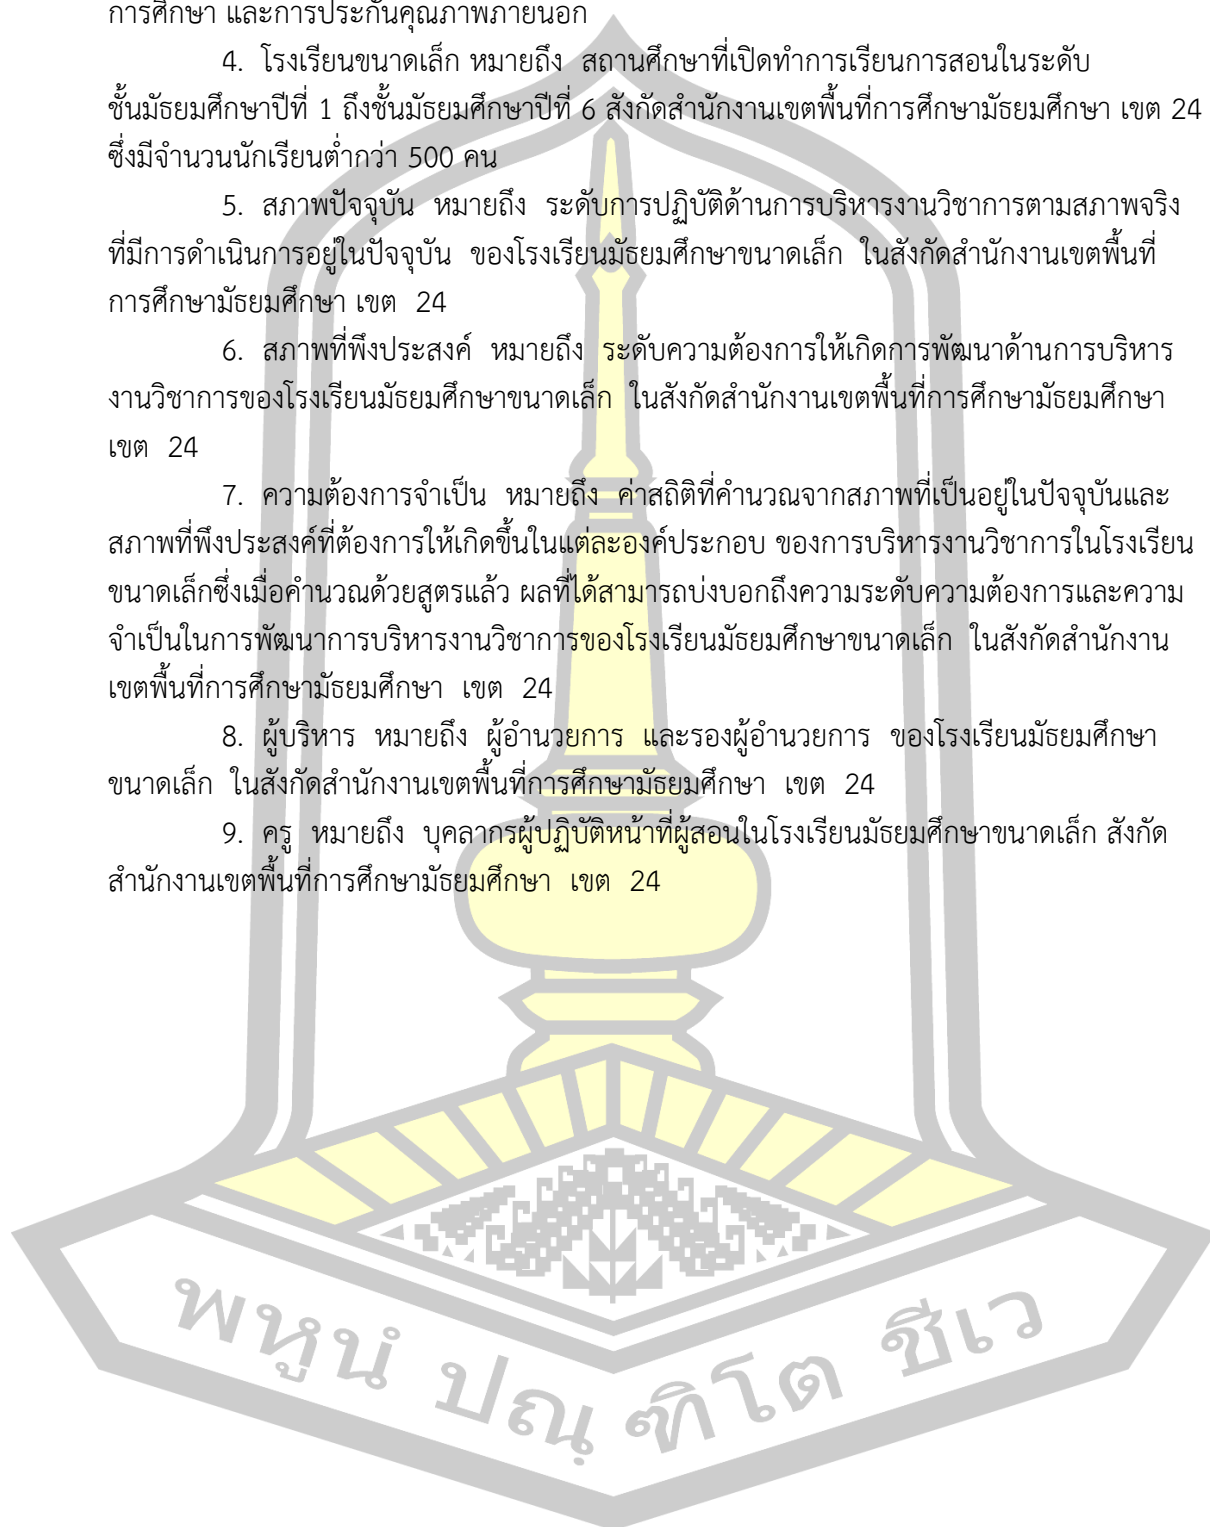 การศึกษา และการประกันคุณภาพภายนอก
4. โรงเรียนขนาดเล็ก หมายถึง สถานศึกษาที่เปิดทำการเรียนการสอนในระดับ
ชั้นมัธยมศึกษาปีที่ 1 ถึงชั้นมัธยมศึกษาปีที่ 6 สังกัดสำนักงานเขตพื้นที่การศึกษามัธยมศึกษา เขต 24
ซึ่งมีจำนวนนักเรียนต่ำกว่า 500 คน
5. สภาพปัจจุบัน หมายถึง ระดับการปฏิบัติด้านการบริหารงานวิชาการตามสภาพจริง
ที่มีการดำเนินการอยู่ในปัจจุบัน ของโรงเรียนมัธยมศึกษาขนาดเล็ก ในสังกัดสำนักงานเขตพื้นที่
การศึกษามัธยมศึกษา เขต 24
6. สภาพที่พึงประสงค์ หมายถึง ระดับความต้องการให้เกิดการพัฒนาด้านการบริหาร
งานวิชาการของโรงเรียนมัธยมศึกษาขนาดเล็ก ในสังกัดสำนักงานเขตพื้นที่การศึกษามัธยมศึกษา
เขต 24
7. ความต้องการจำเป็น หมายถึง ค่าสถิติที่คำนวณจากสภาพที่เป็นอยู่ในปัจจุบันและ
สภาพที่พึงประสงค์ที่ต้องการให้เกิดขึ้นในแต่ละองค์ประกอบ ของการบริหารงานวิชาการในโรงเรียน
ขนาดเล็กซึ่งเมื่อคำนวณด้วยสูตรแล้ว ผลที่ได้สามารถบ่งบอกถึงความระดับความต้องการและความ
จำเป็นในการพัฒนาการบริหารงานวิชาการของโรงเรียนมัธยมศึกษาขนาดเล็ก ในสังกัดสำนักงาน
เขตพื้นที่การศึกษามัธยมศึกษา เขต 24
8. ผู้บริหาร หมายถึง ผู้อำนวยการ และรองผู้อำนวยการ ของโรงเรียนมัธยมศึกษา
ขนาดเล็ก ในสังกัดสำนักงานเขตพื้นที่การศึกษามัธยมศึกษา เขต 24
9. ครู หมายถึง บุคลากรผู้ปฏิบัติหน้าที่ผู้สอนในโรงเรียนมัธยมศึกษาขนาดเล็ก สังกัด
สำนักงานเขตพื้นที่การศึกษามัธยมศึกษา เขต 24
พหูนํ ปณฺฑิโต ชีเว